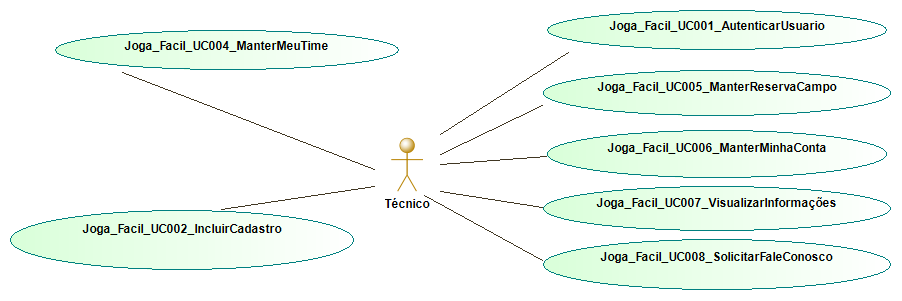 Joga_Facil_UC004_ManterMeuTime
Joga_Facil_UC001_AutenticarUsuario
Joga_Facil_UC005_ManterReservaCampo
Joga_Facil_UC006_ManterMinhaConta
Técnico
Joga_Facil_UC007_VisualizarInformações
Joga_Facil_UC002_IncluirCadastro
Joga_Facil_UC008_SolicitarFaleConosco